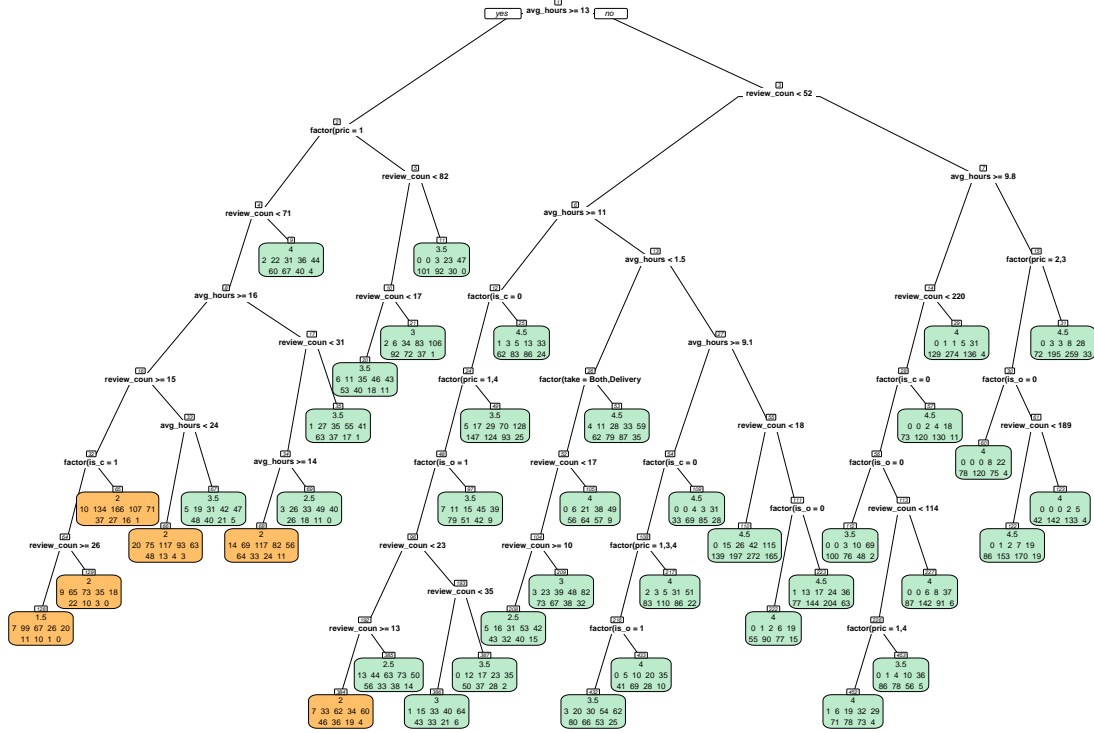 1
yes avg_hours >= 13 no
3
review_coun < 52
2
factor(pric = 1
5
review_coun < 82
7
avg_hours >= 9.8
4
review_coun < 71
6
avg_hours >= 11
9
4
2 22 31 36 44
60 67 40 4
11
3.5
0 0 3 23 47
101 92 30 0
13
avg_hours < 1.5
15
factor(pric = 2,3
8
avg_hours >= 16
10
review_coun < 17
12
factor(is_c = 0
14
review_coun < 220
17
review_coun < 31
21
3
2 6 34 83 106
92 72 37 1
25
4.5
1 3 5 13 33
62 83 86 24
27
avg_hours >= 9.1
29
4
0 1 1 5 31
129 274 136 4
31
4.5
0 3 3 8 28
72 195 259 33
16
review_coun >= 15
20
3.5
6 11 35 46 43
53 40 18 11
24
factor(pric = 1,4
26
factor(take = Both,Delivery
28
factor(is_c = 0
30
factor(is_o = 0
35
3.5
1 27 35 55 41
63 37 17 1
49
3.5
5 17 29 70 128
147 124 93 25
53
4.5
4 11 28 33 59
62 79 87 35
57
4.5
0 0 2 4 18
73 120 130 11
33
avg_hours < 24
55
review_coun < 18
61
review_coun < 189
60
4
0 0 0 8 22
78 120 75 4
32
factor(is_c = 1
34
avg_hours >= 14
48
factor(is_o = 1
52
review_coun < 17
54
factor(is_c = 0
56
factor(is_o = 0
65
2
10 134 166 107 71
37 27 16 1
67
3.5
5 19 31 42 47
48 40 21 5
69
2.5
3 26 33 49 40
26 18 11 0
97
3.5
7 11 15 45 39
79 51 42 9
105
4
0 6 21 38 49
56 64 57 9
109
4.5
0 0 4 3 31
33 69 85 28
111
factor(is_o = 0
113
review_coun < 114
123
4
0 0 0 2 5
42 142 133 4
66
2
20 75 117 93 63
48 13 4 3
68
2
14 69 117 82 56
64 33 24 11
110
4.5
0 15 26 42 115
139 197 272 165
112
3.5
0 0 3 10 69
100 76 48 2
122
4.5
0 1 2 7 19
86 153 170 19
64
review_coun >= 26
96
review_coun < 23
104
review_coun >= 10
108
factor(pric = 1,3,4
129
2
9 65 73 35 18
22 10 3 0
193
review_coun < 35
209
3
3 23 39 48 82
73 67 38 32
217
4
2 3 5 31 51
83 110 86 22
223
4.5
1 13 17 24 36
77 144 204 63
227
4
0 0 6 8 37
87 142 91 6
128
1.5
7 99 67 26 20
11 10 1 0
208
2.5
5 16 31 53 42
43 32 40 15
222
4
0 1 2 6 19
55 90 77 15
192
review_coun >= 13
216
factor(is_o = 1
226
factor(pric = 1,4
385
2.5
13 44 63 73 50
56 33 38 14
387
3.5
0 12 17 23 35
50 37 28 2
433
4
0 5 10 20 35
41 69 28 10
453
3.5
0 1 4 10 36
86 78 56 5
384
2
7 33 62 34 60
46 36 19 4
386
3
1 15 33 40 64
43 33 21 6
432
3.5
3 20 30 54 62
80 66 53 25
452
4
1 6 19 32 29
71 78 73 4